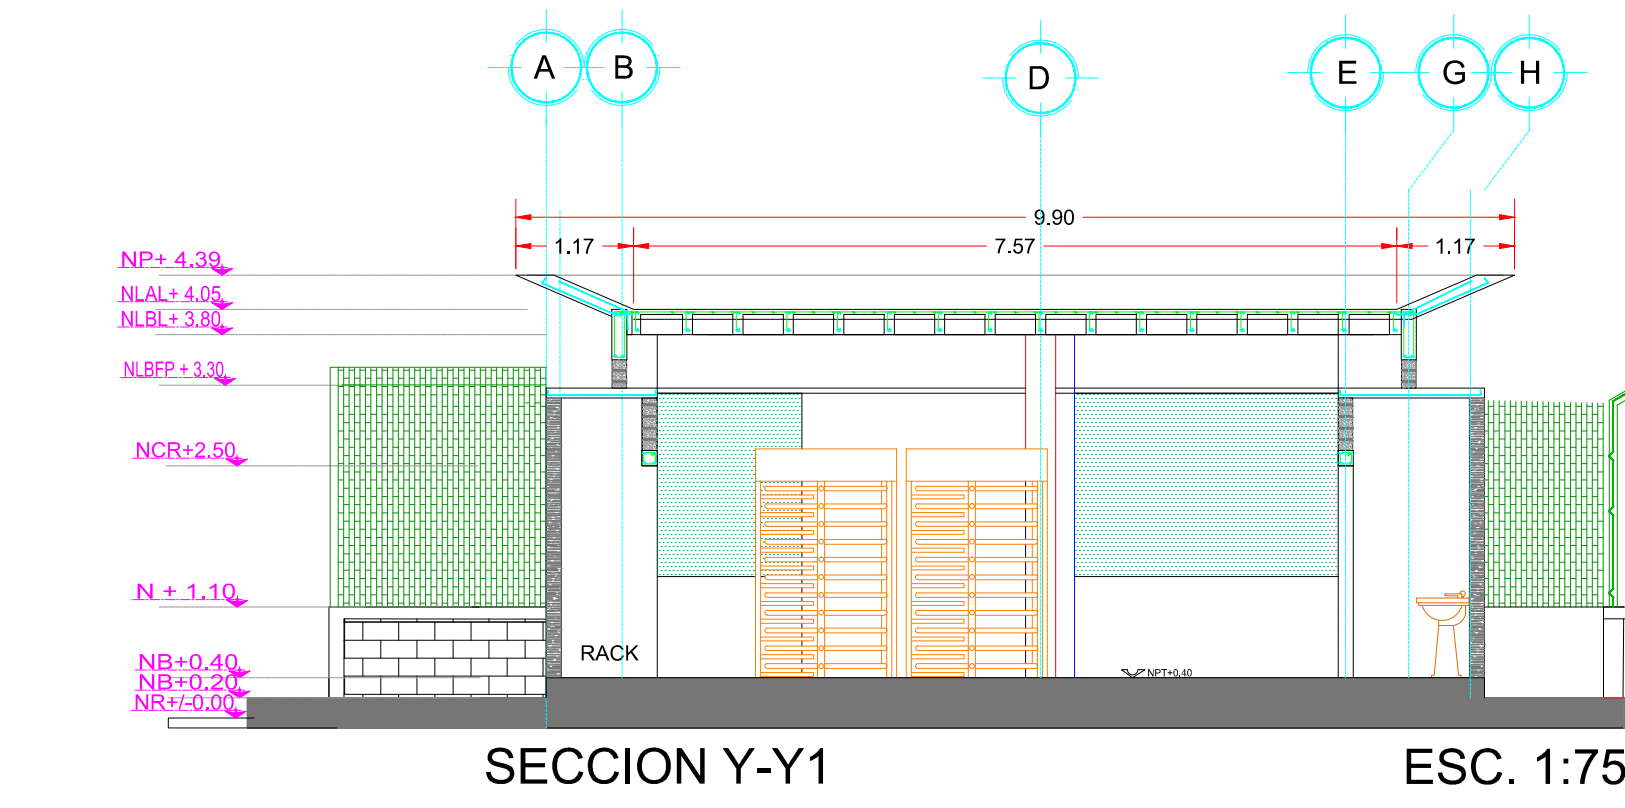 A B D E G H
9.90
1.17 7.57 1.17
NP+ 4.39
NLAL+ 4.05
NLBL+ 3.80
NLBFP + 3.30
NCR+2.50
N + 1.10
RACK
NB+0.40
NPT+0,40
NB+0.20
NR+/-0.00
SECCION Y-Y1 ESC. 1:75